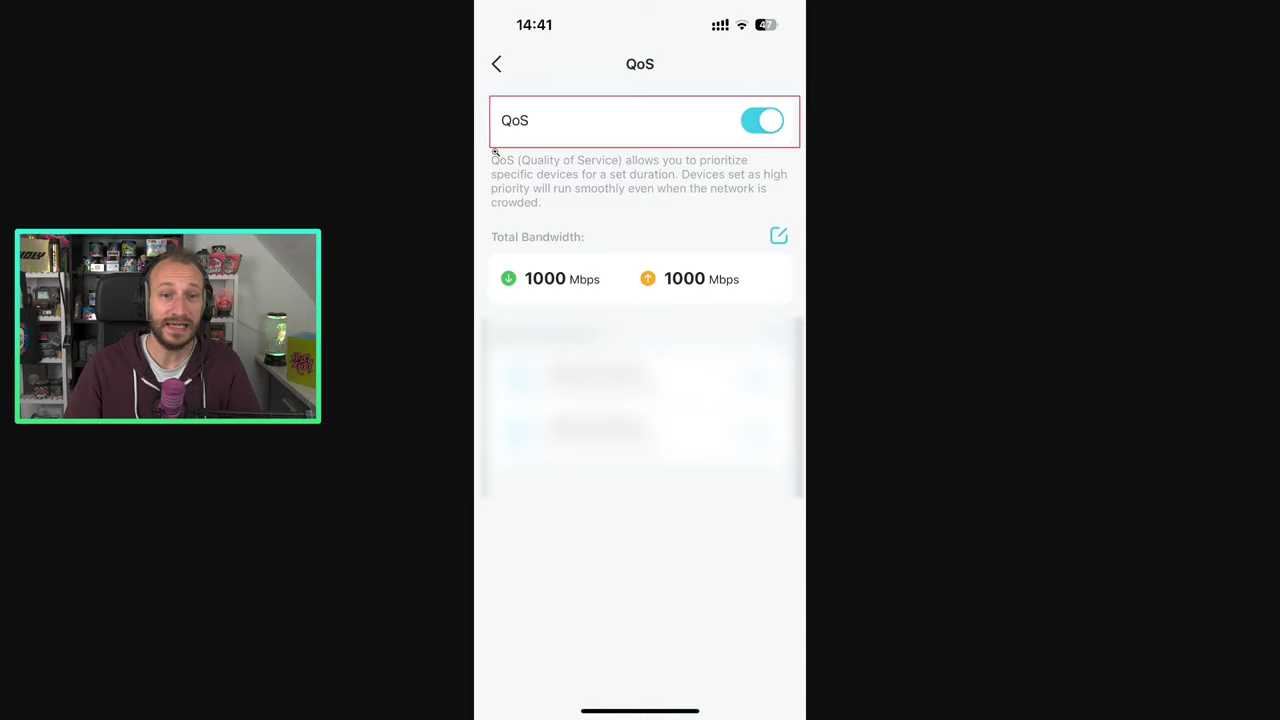 14:41
47
QoS
QoS
QoS (Quality of Service) allows you to prioritize
specific devices for a set duration. Devices set as high
priority will run smoothly even when the network is
crowded.
Total Bandwidth:
1000 Mbps 1000 Mbps